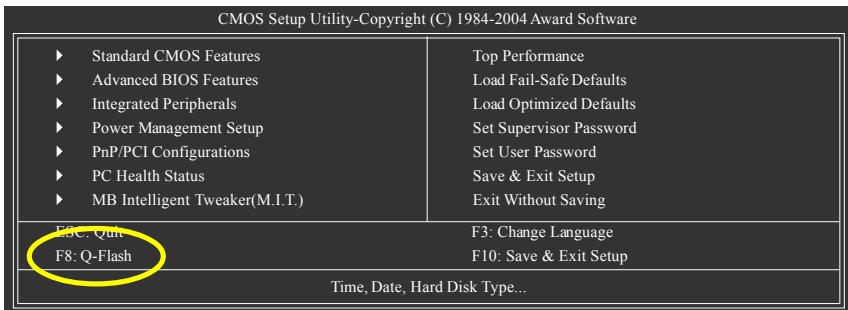 CMOS Setup Utility-Copyright (C) 1984-2004 Award Software
Standard CMOS Features
Advanced BIOS Features
Integrated Peripherals
Power Management Setup
PnP/PCI Configurations
PC Health Status
MB Intelligent Tweaker(M.I.T.)
Top Performance
Load Fail-Safe Defaults
Load Optimized Defaults
Set Supervisor Password
Set User Password
Save & Exit Setup
Exit Without Saving
ESC: Quit
F8: Q-Flash
F3: Change Language
F10: Save & Exit Setup
Time, Date, Hard Disk Type...